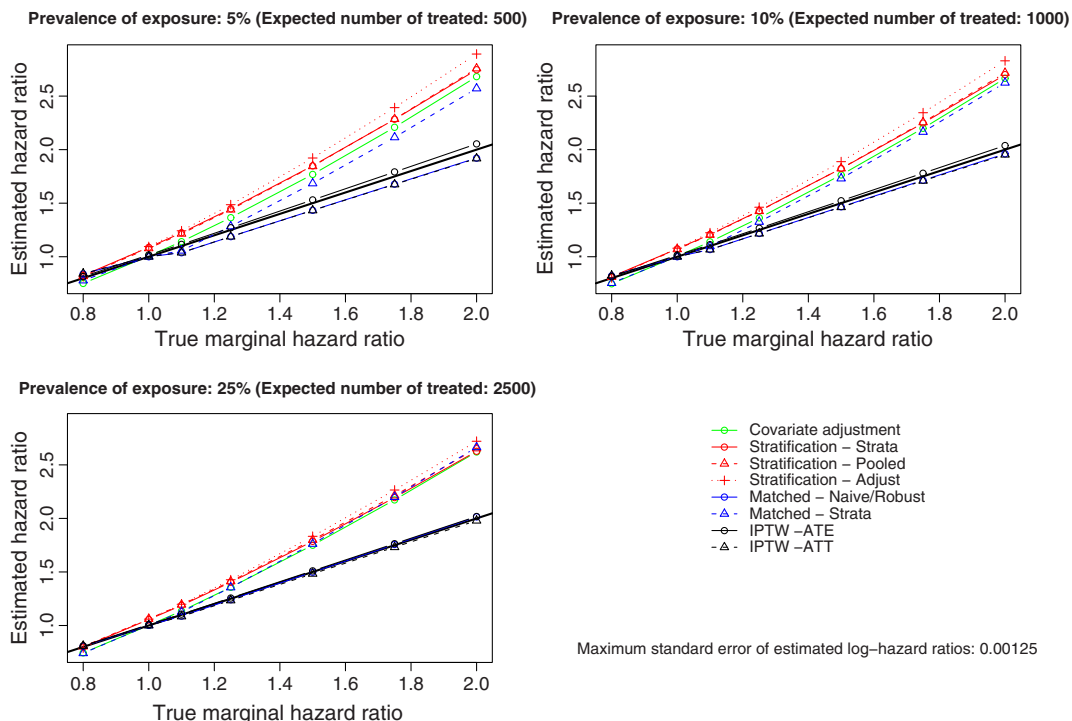 Prevalence of exposure: 5% (Expected number of treated: 500)
Estimated hazard ratio
2.5
2.0
1.5
1.0
0.8 1.0 1.2 1.4 1.6 1.8 2.0
True marginal hazard ratio
Prevalence of exposure: 10% (Expected number of treated: 1000)
Estimated hazard ratio
2.5
2.0
1.5
1.0
0.8 1.0 1.2 1.4 1.6 1.8 2.0
True marginal hazard ratio
Prevalence of exposure: 25% (Expected number of treated: 2500)
Estimated hazard ratio
2.5
2.0
1.5
1.0
0.8 1.0 1.2 1.4 1.6 1.8 2.0
True marginal hazard ratio
Covariate adjustment
Stratification − Strata
Stratification − Pooled
Stratification − Adjust
Matched − Naive/Robust
Matched − Strata
IPTW −ATE
IPTW −ATT
Maximum standard error of estimated log−hazard ratios: 0.00125